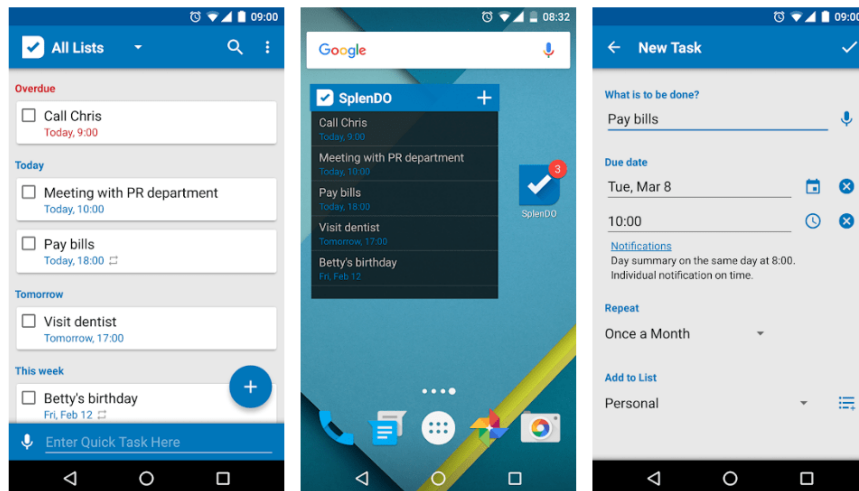 09:00
All Lists
Overdue
Call Chris
Today, 9:00
Today
Meeting with PR department
Today, 10:00
Pay bills
Today, 18:00
Tomorrow
Visit dentist
Tomorrow, 17:00
This week
Betty's birthday
Fri, Feb 12
Enter Quick Task Here
08:32
Google
SplenDO
Call Chris
Today, 9:00
Meeting with PR department
Today, 10:00
Pay bills
Today, 18:00
Visit dentist
Tomorrow, 17:00
Betty's birthday
Fri, Feb 12
3
SplenDO
09:00
New Task
What is to be done?
Pay bills
Due date
Tue, Mar 8
10:00
Notifications
Day summary on the same day at 8:00.
Individual notification on time.
Repeat
Once a Month
Add to List
Personal